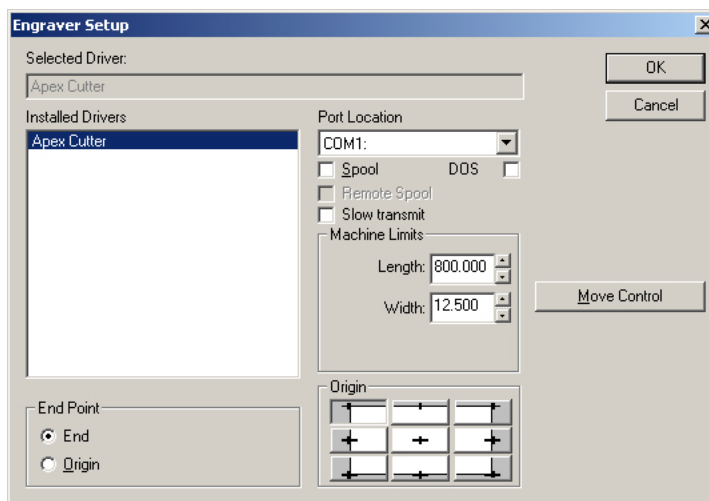 Engraver Setup
Selected Driver:
Apex Cutter
OK
Cancel
Installed Drivers
Apex Cutter
Port Location
COM1:
Spool DOS
Remote Spool
Slow transmit
Machine Limits
Length: 800.000
Width: 12.500
Move Control
End Point
End
Origin
Origin